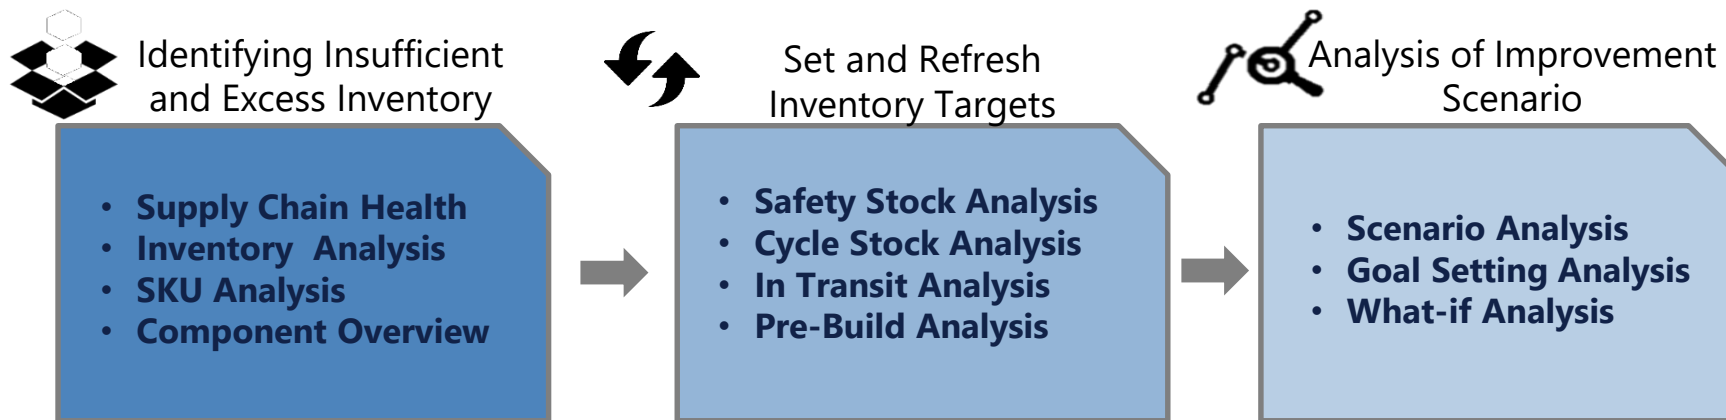 Identifying Insufficient
and Excess Inventory
• Supply Chain Health
• Inventory  Analysis
• SKU Analysis
• Component Overview
Set and Refresh
Inventory Targets
• Safety Stock Analysis
• Cycle Stock Analysis
• In Transit Analysis
• Pre-Build Analysis
Analysis of Improvement
Scenario
• Scenario Analysis
• Goal Setting Analysis
• What-if Analysis